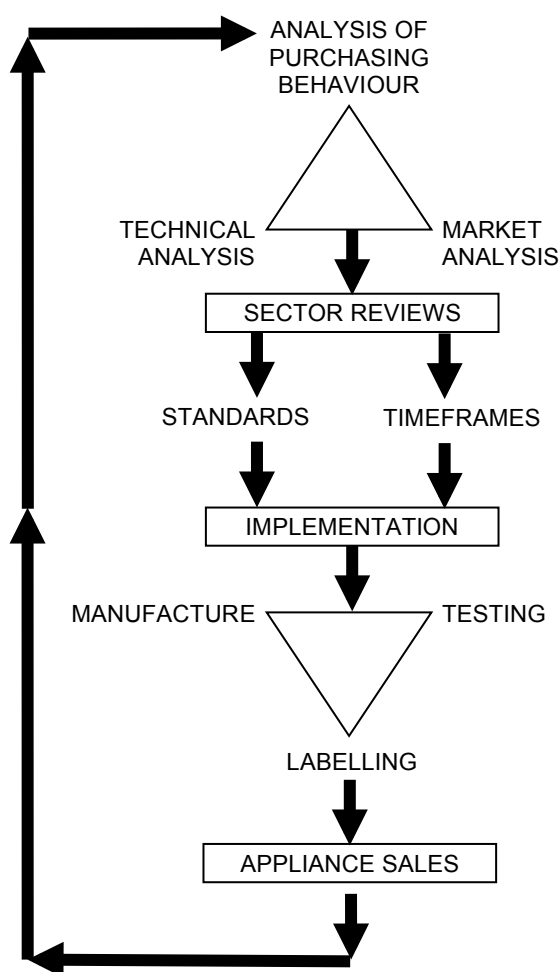 ANALYSIS OF
PURCHASING
BEHAVIOUR
TECHNICAL
ANALYSIS
MARKET
ANALYSIS
SECTOR REVIEWS
STANDARDS
TIMEFRAMES
IMPLEMENTATION
MANUFACTURE
TESTING
LABELLING
APPLIANCE SALES